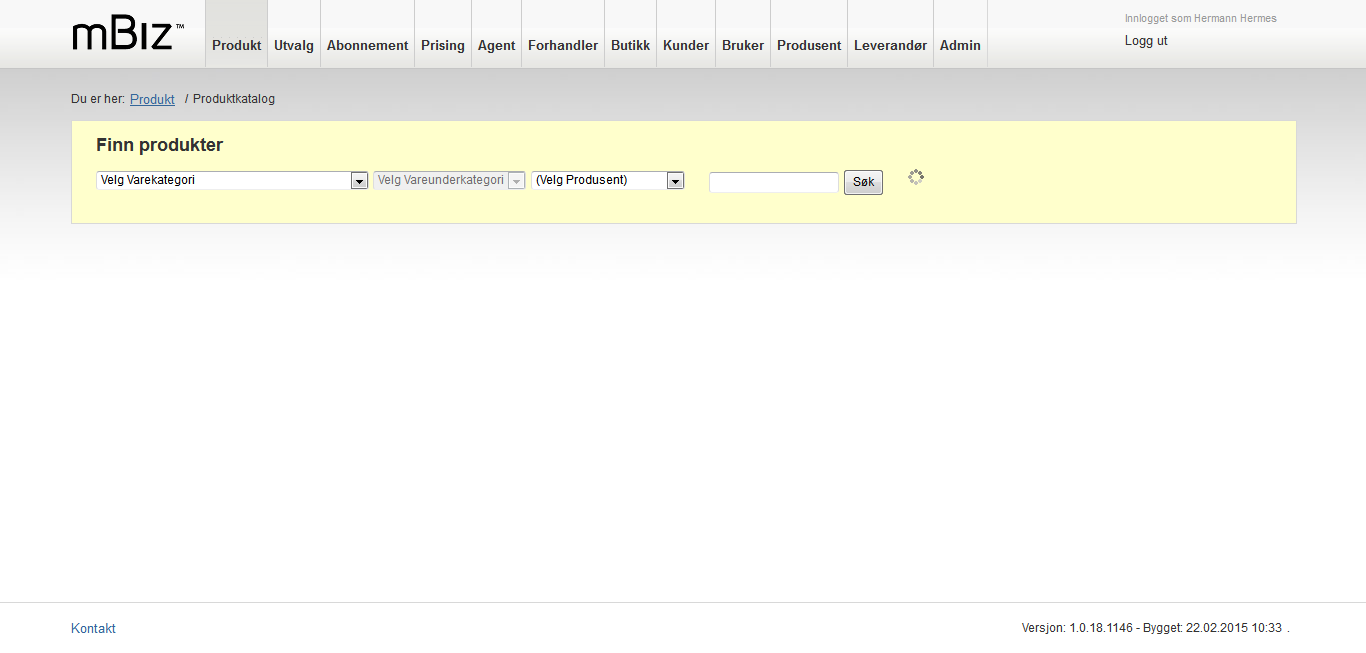 mBiz™
Produkt Utvalg Abonnement Prising Agent Forhandler Butikk Kunder Bruker Produsent Leverandør Admin
Innlogget som Hermann Hermes
Logg ut
Du er her: Produkt / Produktkatalog
Finn produkter
Velg Varekategori Velg Vareunderkategori (Velg Produsent) Søk
Kontakt Versjon: 1.0.18.1146 - Bygget: 22.02.2015 10:33 .